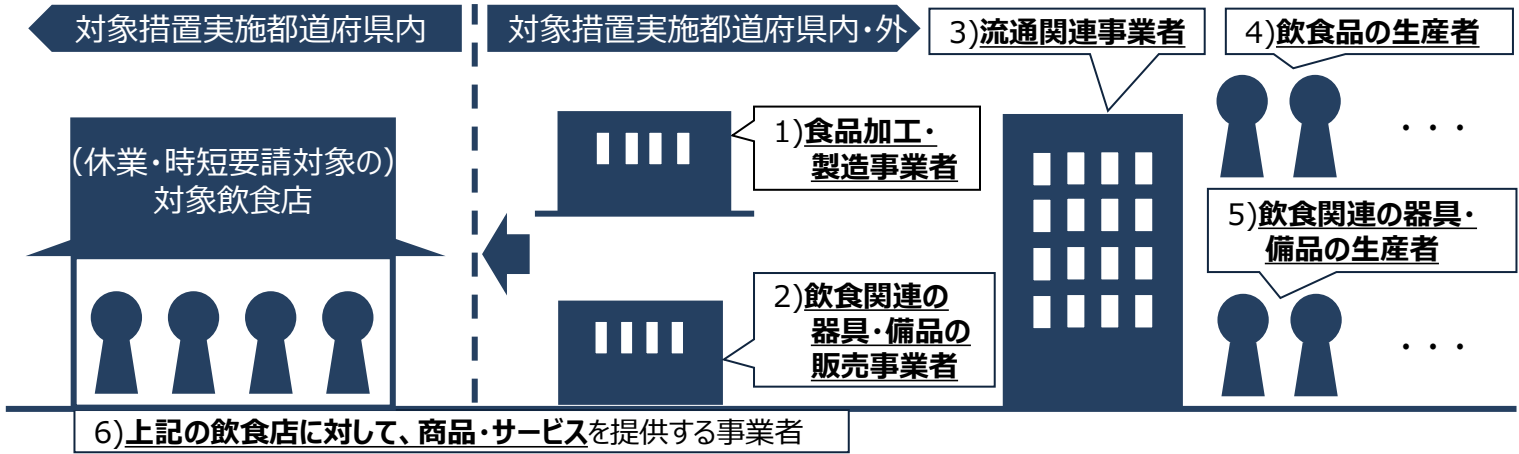 対象措置実施都道府県内
対象措置実施都道府県内・外
3)流通関連事業者
4)飲食品の生産者
(休業・時短要請対象の)
対象飲食店
1)食品加工・
製造事業者
・・・
5)飲食関連の器具・
備品の生産者
2)飲食関連の
器具・備品の
販売事業者
・・・
6)上記の飲食店に対して、商品・サービスを提供する事業者